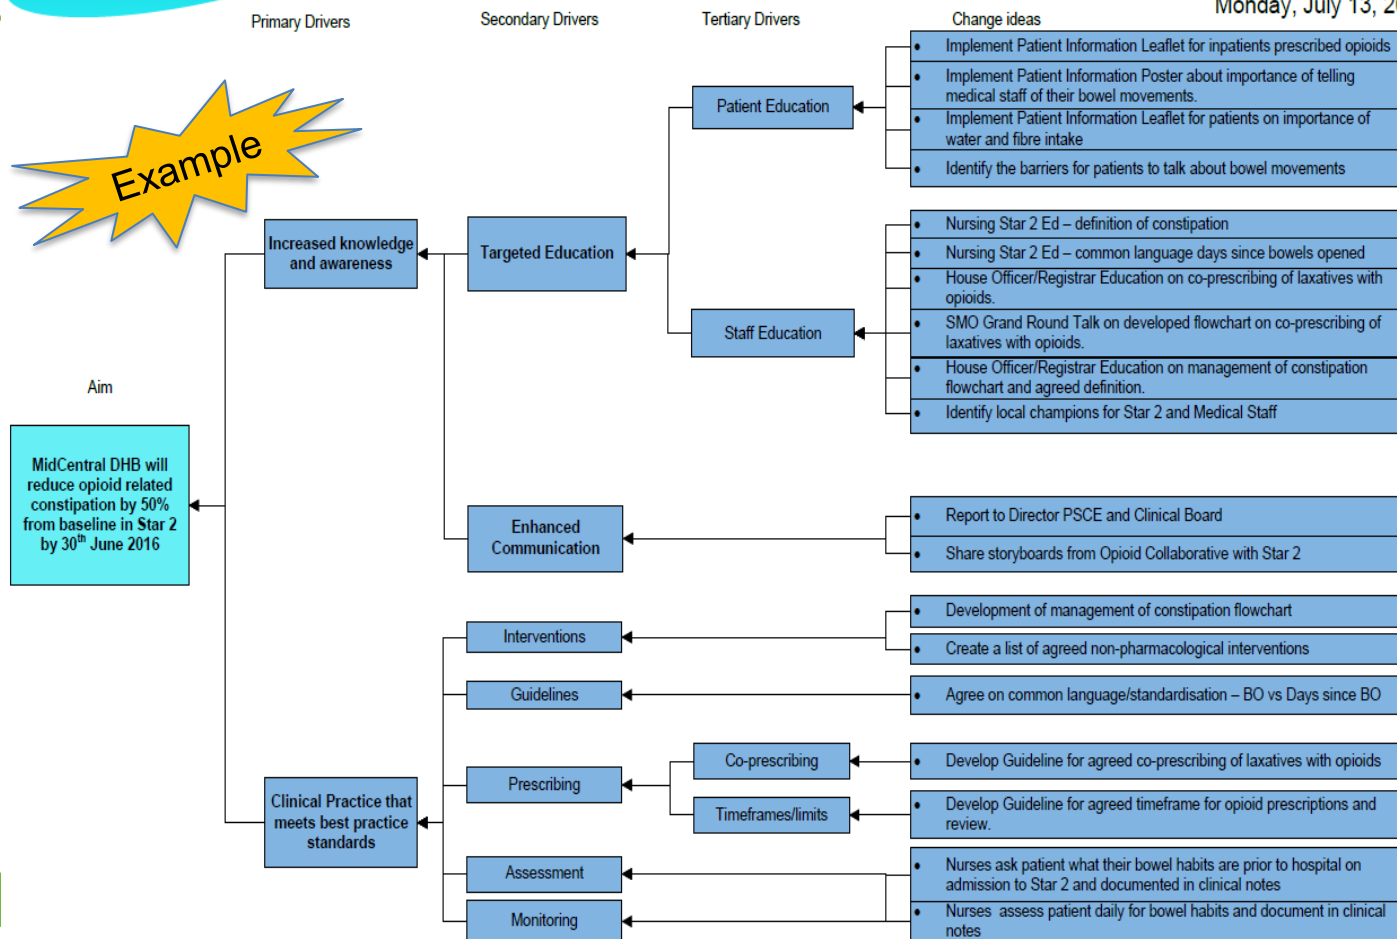 Monday, July 13, 20
Primary Drivers
Secondary Drivers
Tertiary Drivers
Change ideas
Example
Aim
MidCentral DHB will
reduce opioid related
constipation by 50%
from baseline in Star 2
by 30th June 2016
Increased knowledge
and awareness
Clinical Practice that
meets best practice
standards
Targeted Education
Enhanced
Communication
Interventions
Guidelines
Prescribing
Assessment
Monitoring
Patient Education
Staff Education
Co-prescribing
Timeframes/limits
• Implement Patient Information Leaflet for inpatients prescribed opioids
• Implement Patient Information Poster about importance of telling
medical staff of their bowel movements.
• Implement Patient Information Leaflet for patients on importance of
water and fibre intake
• Identify the barriers for patients to talk about bowel movements
• Nursing Star 2 Ed – definition of constipation
• Nursing Star 2 Ed – common language days since bowels opened
• House Officer/Registrar Education on co-prescribing of laxatives with
opioids.
• SMO Grand Round Talk on developed flowchart on co-prescribing of
laxatives with opioids.
• House Officer/Registrar Education on management of constipation
flowchart and agreed definition.
• Identify local champions for Star 2 and Medical Staff
• Report to Director PSCE and Clinical Board
• Share storyboards from Opioid Collaborative with Star 2
• Development of management of constipation flowchart
• Create a list of agreed non-pharmacological interventions
• Agree on common language/standardisation – BO vs Days since BO
• Develop Guideline for agreed co-prescribing of laxatives with opioids
• Develop Guideline for agreed timeframe for opioid prescriptions and
review.
• Nurses ask patient what their bowel habits are prior to hospital on
admission to Star 2 and documented in clinical notes
• Nurses assess patient daily for bowel habits and document in clinical
notes